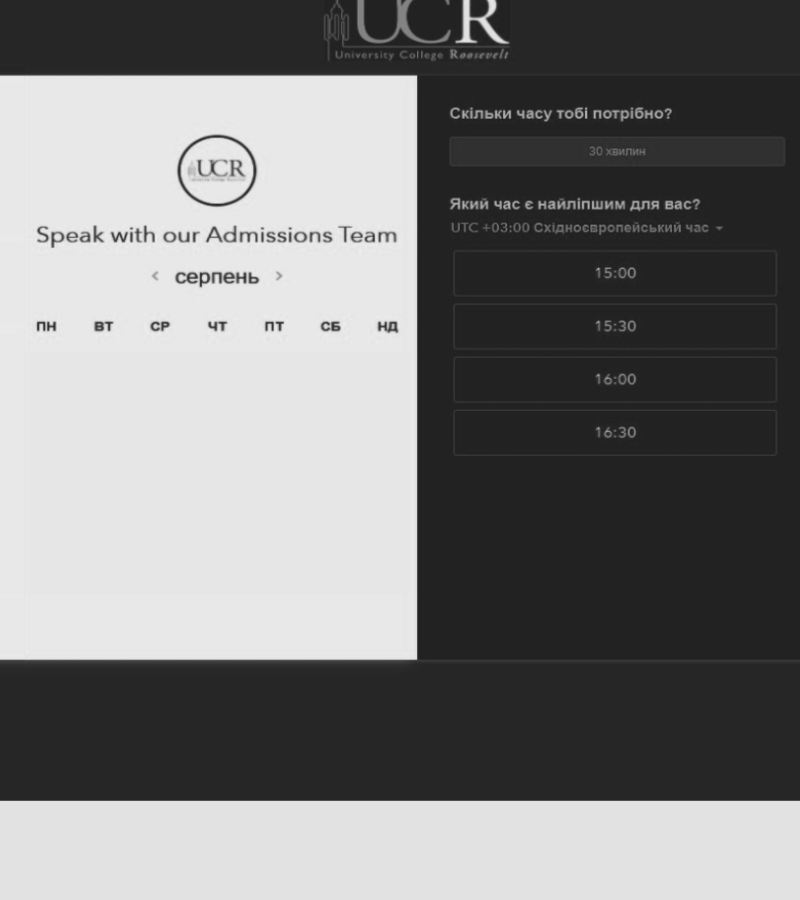 UCR
University College Roosevelt
UCR
Speak with our Admissions Team
< серпень >
ПН ВТ СР ЧТ ПТ СБ НД
Скільки часу тобі потрібно?
30 хвилин
Який час є найліпшим для вас?
UTC +03:00 Східноєвропейський час
15:00
15:30
16:00
16:30